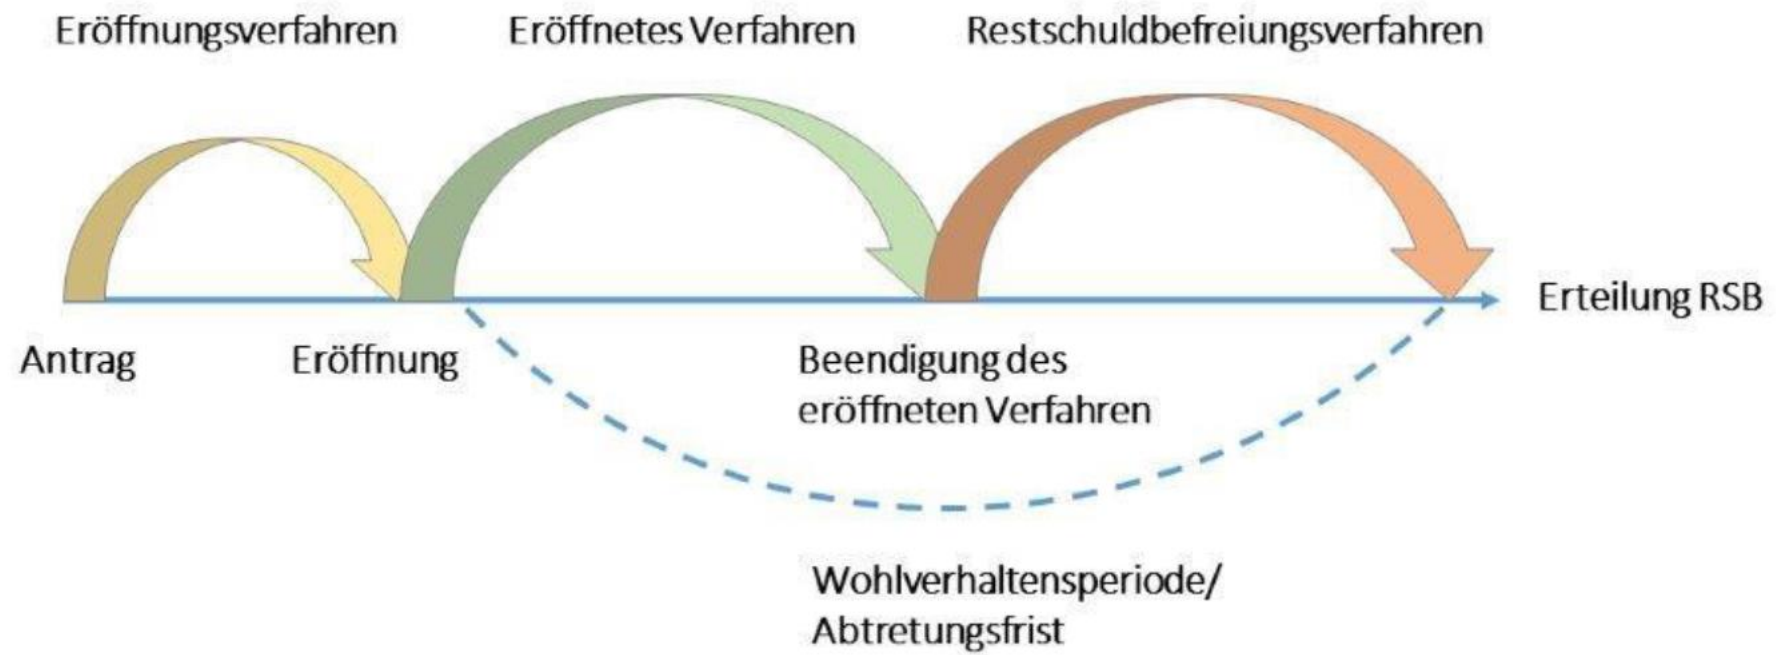 Eröffnungsverfahren
Eröffnetes Verfahren
Restschuldbefreiungsverfahren
Erteilung RSB
Antrag
Eröffnung
Beendigung des
eröffneten Verfahren
Wohlverhaltensperiode/
Abtretungsfrist